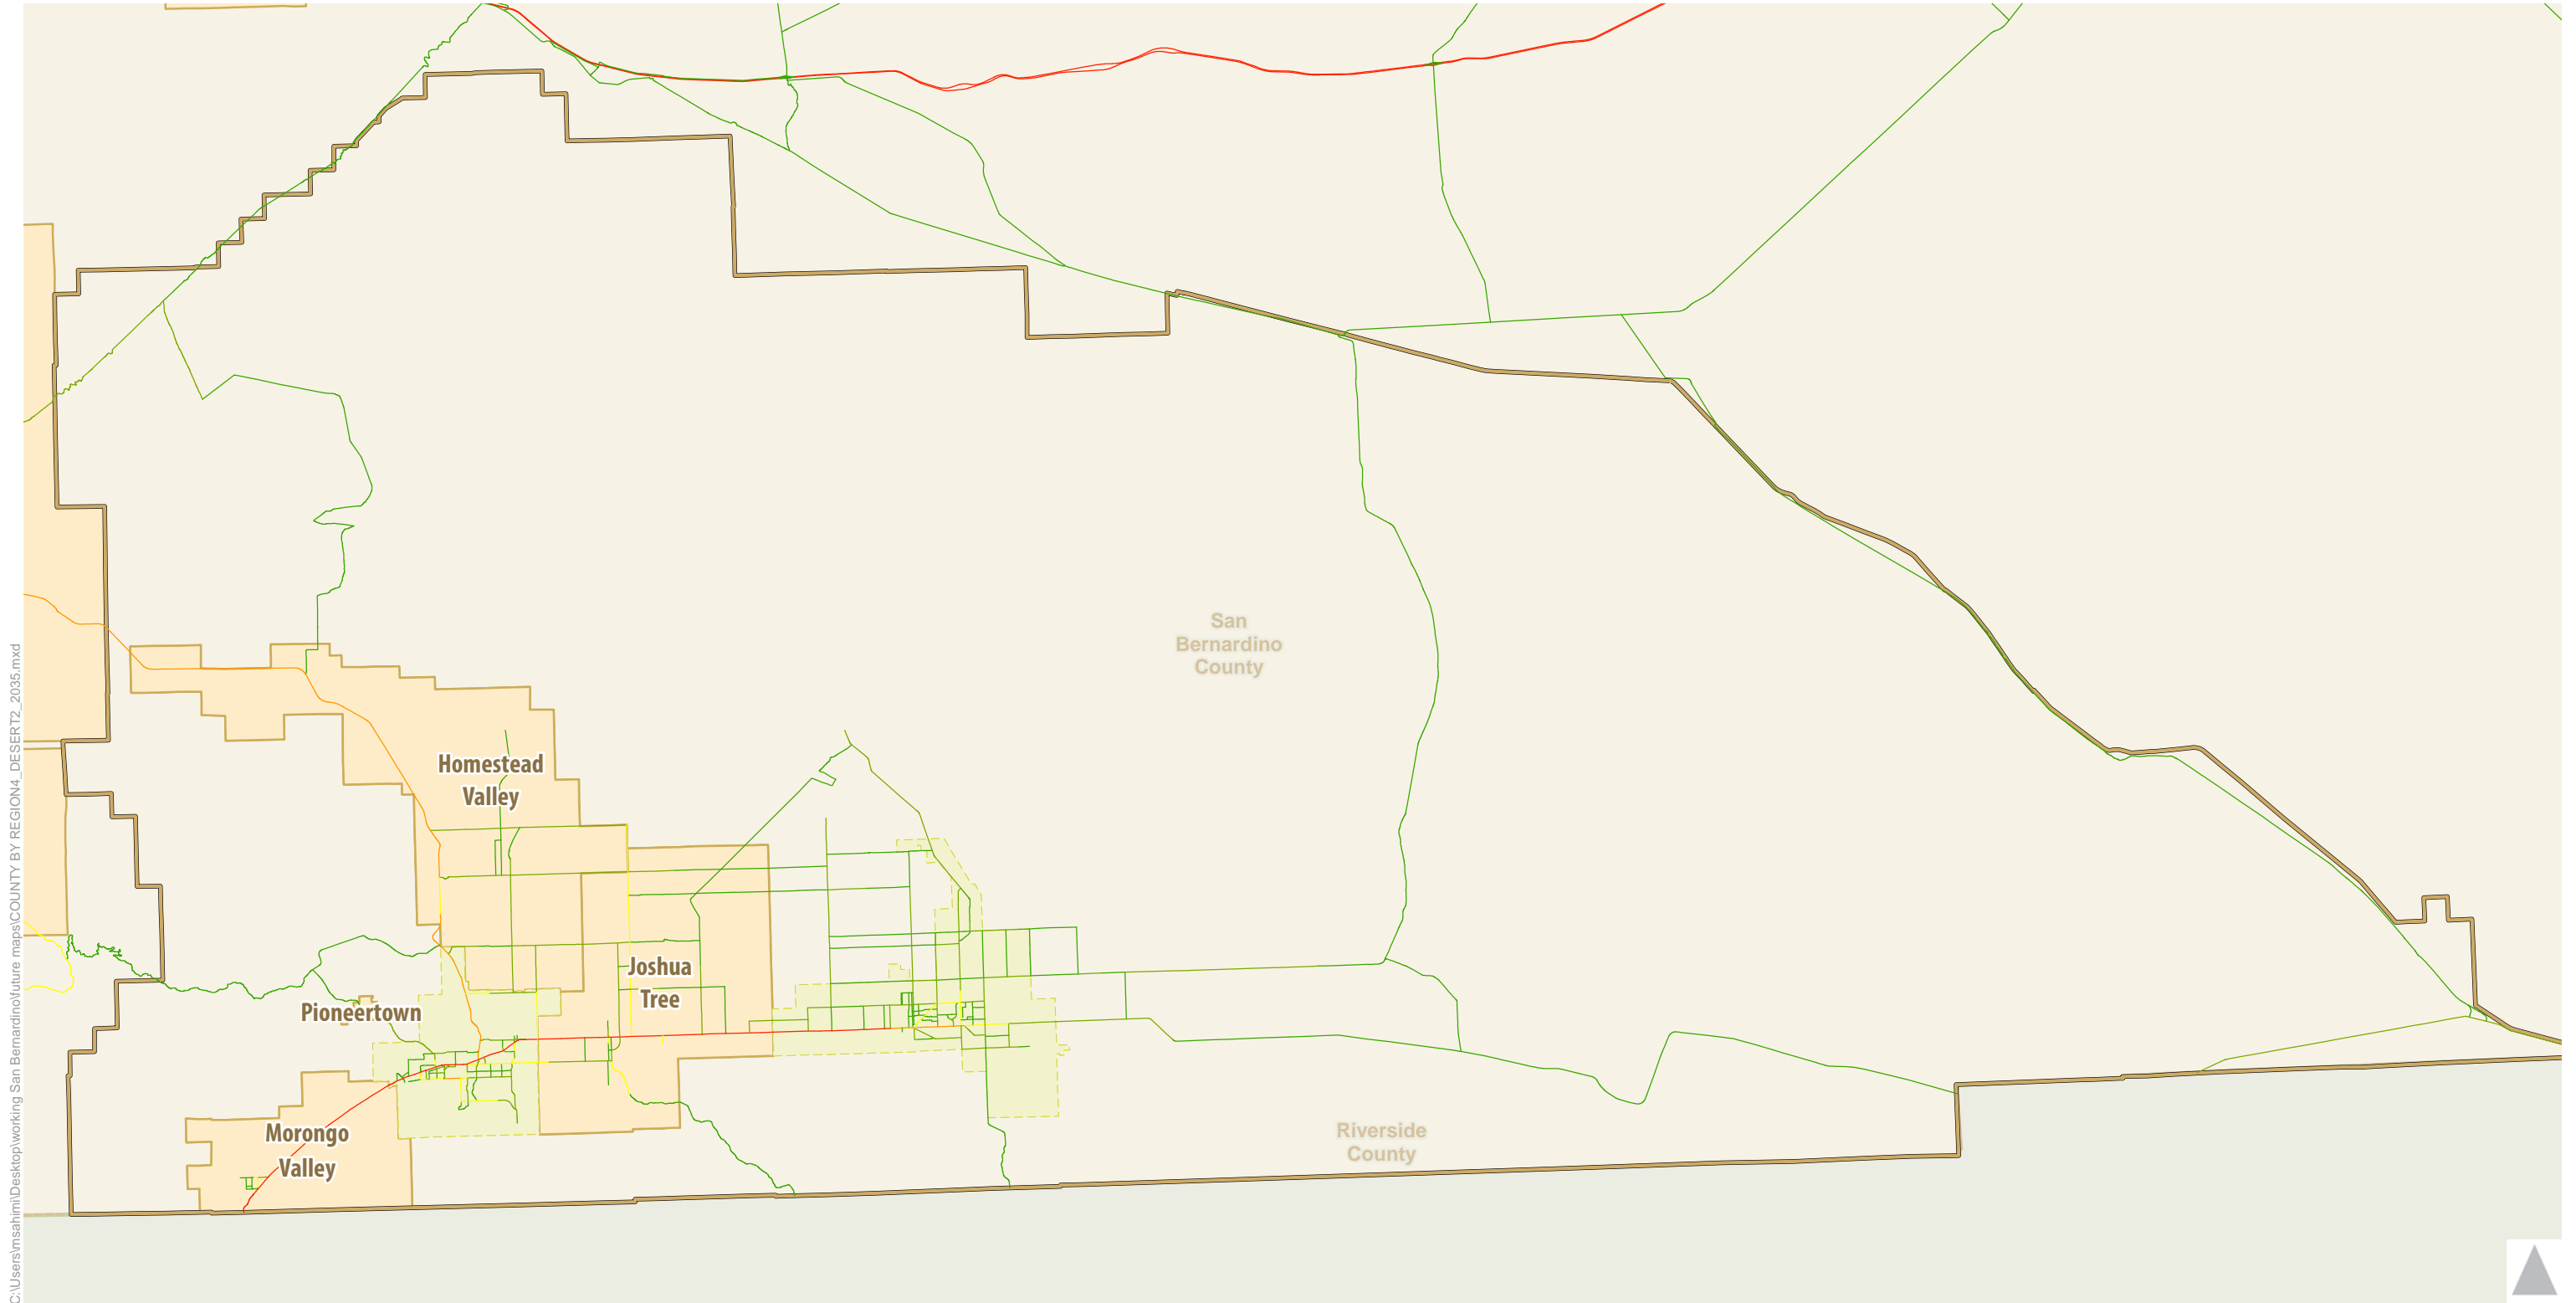 San
Bernardino
County
Homestead
Valley
Joshua
Tree
Pioneertown
Morongo
Valley
Riverside
County
C:\Users\msahimi\Desktop\working San Bernardino\future maps\COUNTY BY REGION4_DESERT2_2035.mxd